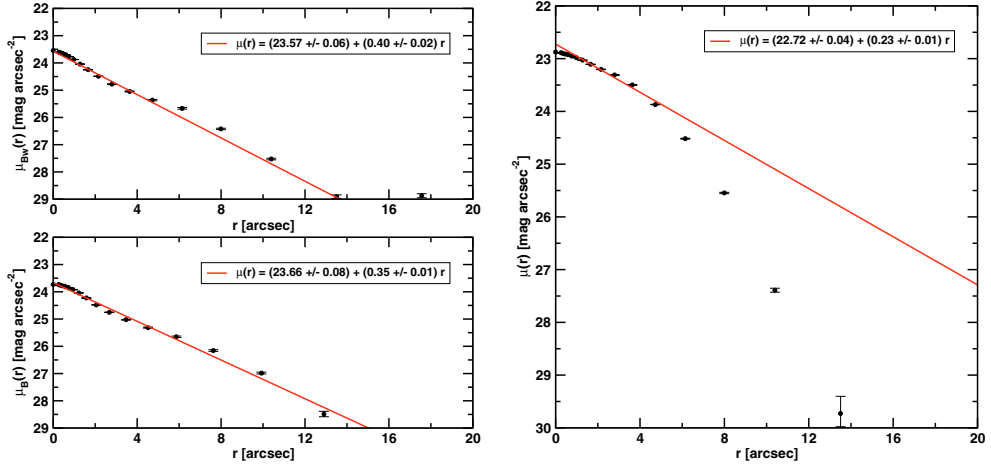 22
23
24
25
26
27
28
29
μBw(r) [mag arcsec-2]
μ(r) = (23.57 +/- 0.06) + (0.40 +/- 0.02) r
0 4 8 12 16 20
r [arcsec]
22
23
24
25
26
27
28
29
μB(r) [mag arcsec-2]
μ(r) = (23.66 +/- 0.08) + (0.35 +/- 0.01) r
0 4 8 12 16 20
r [arcsec]
22
23
24
25
26
27
28
29
30
μ(r) [mag arcsec-2]
μ(r) = (22.72 +/- 0.04) + (0.23 +/- 0.01) r
0 4 8 12 16 20
r [arcsec]